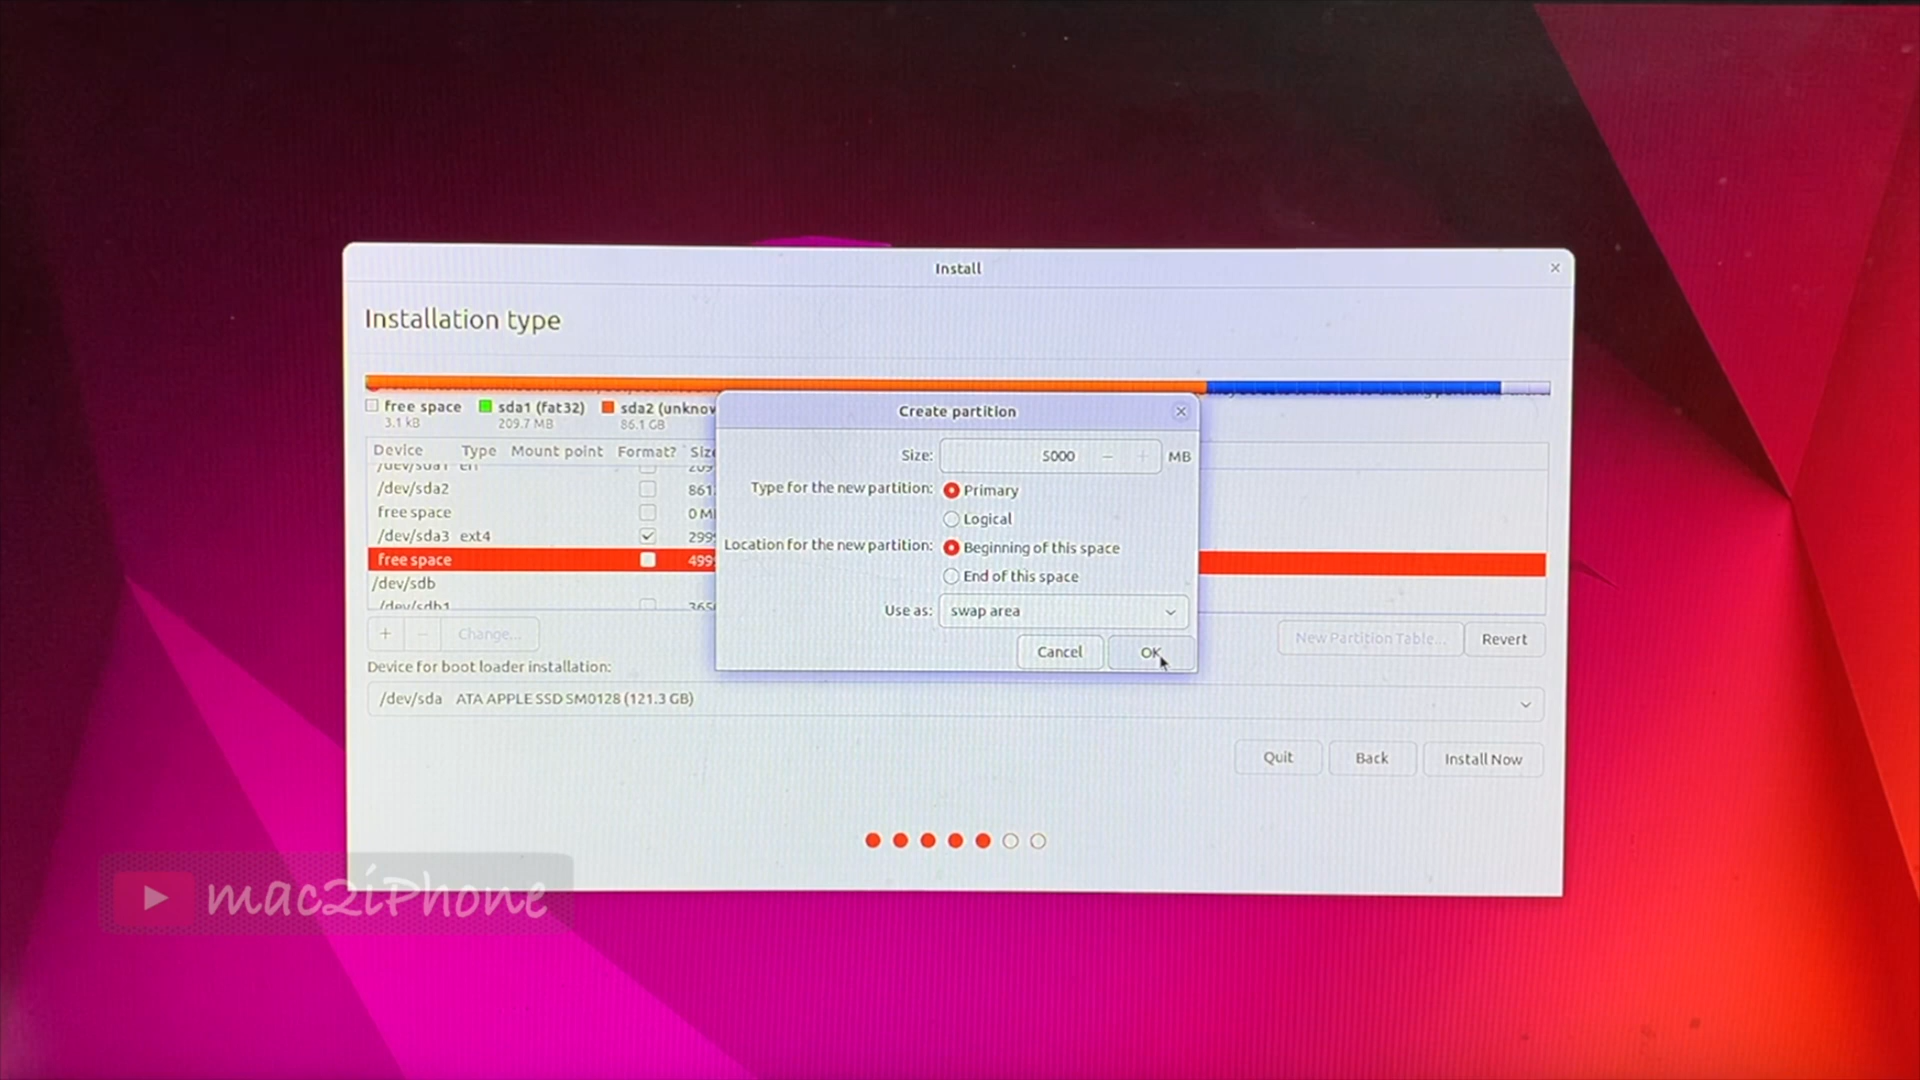 Install
Installation type
free space
3.1 kB
sda1 (fat32)
209.7 MB
sda2 (unknow
86.1 GB
Device Type Mount point Format? Size
/dev/sda2 861
free space 0 M
/dev/sda3 ext4 299
free space 499
/dev/sdb
/dev/sdb1 365
+ − Change...
New Partition Table... Revert
Device for boot loader installation:
/dev/sda ATA APPLE SSD SM0128 (121.3 GB)
Quit Back Install Now
Create partition
Size: 5000 − + MB
Type for the new partition: Primary
Logical
Location for the new partition: Beginning of this space
End of this space
Use as: swap area
Cancel OK
mac2iPhone